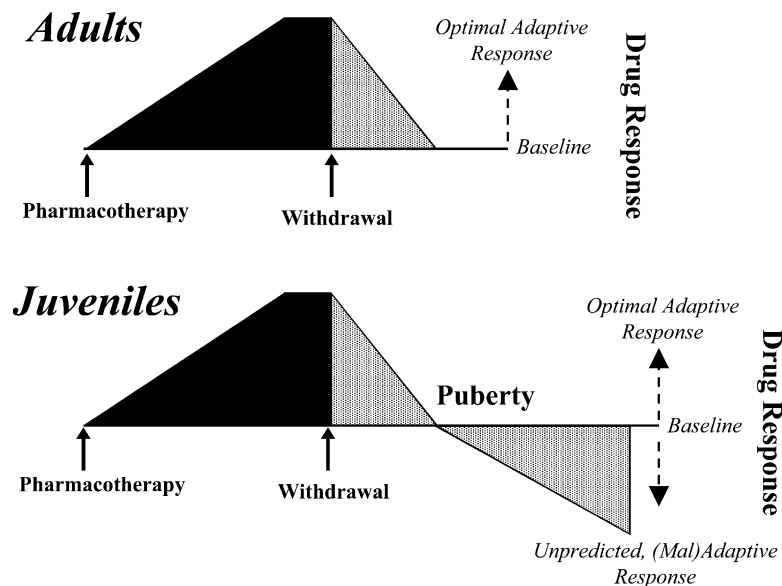 Adults
Optimal Adaptive
Response
Drug Response
Baseline
Pharmacotherapy
Withdrawal
Juveniles
Optimal Adaptive
Response
Drug Response
Puberty
Baseline
Pharmacotherapy
Withdrawal
Unpredicted, (Mal)Adaptive
Response